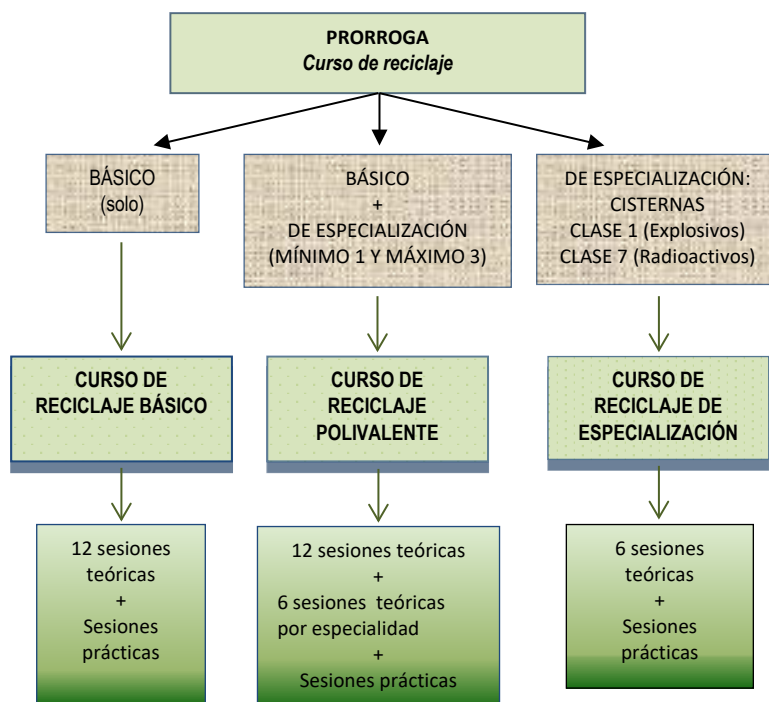 PRORROGA
Curso de reciclaje
BÁSICO
(solo)
BÁSICO
+
DE ESPECIALIZACIÓN
(MÍNIMO 1 Y MÁXIMO 3)
DE ESPECIALIZACIÓN:
CISTERNAS
CLASE 1 (Explosivos)
CLASE 7 (Radioactivos)
CURSO DE
RECICLAJE BÁSICO
CURSO DE
RECICLAJE
POLIVALENTE
CURSO DE
RECICLAJE DE
ESPECIALIZACIÓN
12 sesiones
teóricas
+
Sesiones
prácticas
12 sesiones teóricas
+
6 sesiones teóricas
por especialidad
+
Sesiones prácticas
6 sesiones
teóricas
+
Sesiones
prácticas